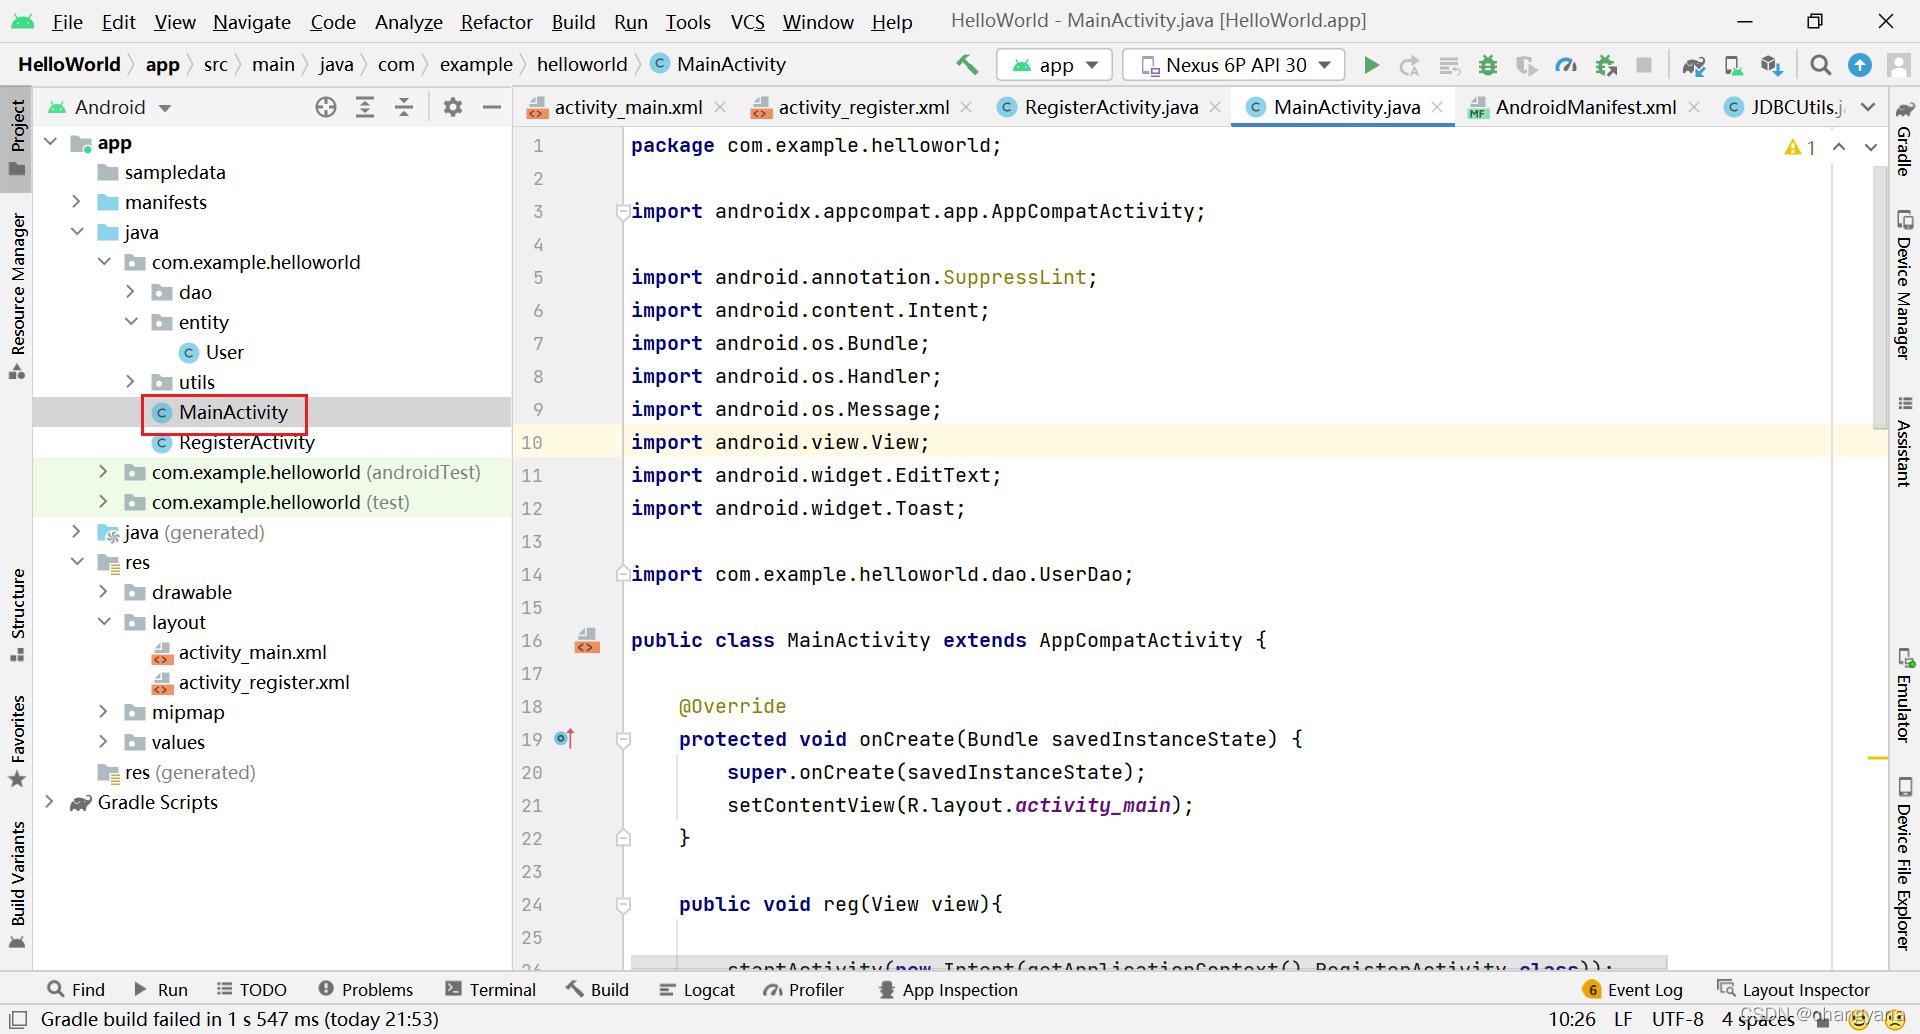 File Edit View Navigate Code Analyze Refactor Build Run Tools VCS Window Help HelloWorld - MainActivity.java [HelloWorld.app]
HelloWorld app src main java com example helloworld MainActivity app Nexus 6P API 30
Android
activity_main.xml activity_register.xml RegisterActivity.java MainActivity.java AndroidManifest.xml JDBCUtils.j
Project
Resource Manager
Structure
Favorites
Build Variants
app
sampledata
manifests
java
com.example.helloworld
dao
entity
User
utils
MainActivity
RegisterActivity
com.example.helloworld (androidTest)
com.example.helloworld (test)
java (generated)
res
drawable
layout
activity_main.xml
activity_register.xml
mipmap
values
res (generated)
Gradle Scripts
1 package com.example.helloworld;
2
3 import androidx.appcompat.app.AppCompatActivity;
4
5 import android.annotation.SuppressLint;
6 import android.content.Intent;
7 import android.os.Bundle;
8 import android.os.Handler;
9 import android.os.Message;
10 import android.view.View;
11 import android.widget.EditText;
12 import android.widget.Toast;
13
14 import com.example.helloworld.dao.UserDao;
15
16 public class MainActivity extends AppCompatActivity {
17
18 @Override
19 protected void onCreate(Bundle savedInstanceState) {
20 super.onCreate(savedInstanceState);
21 setContentView(R.layout.activity_main);
22 }
23
24 public void reg(View view){
25
26 startActivity(new Intent(getApplicationContext(),RegisterActivity.class));
1
Gradle
Device Manager
Assistant
Emulator
Device File Explorer
Find Run TODO Problems Terminal Build Logcat Profiler App Inspection 6 Event Log Layout Inspector
Gradle build failed in 1 s 547 ms (today 21:53) 10:26 LF UTF-8 4 spaces
CSDN @changyana